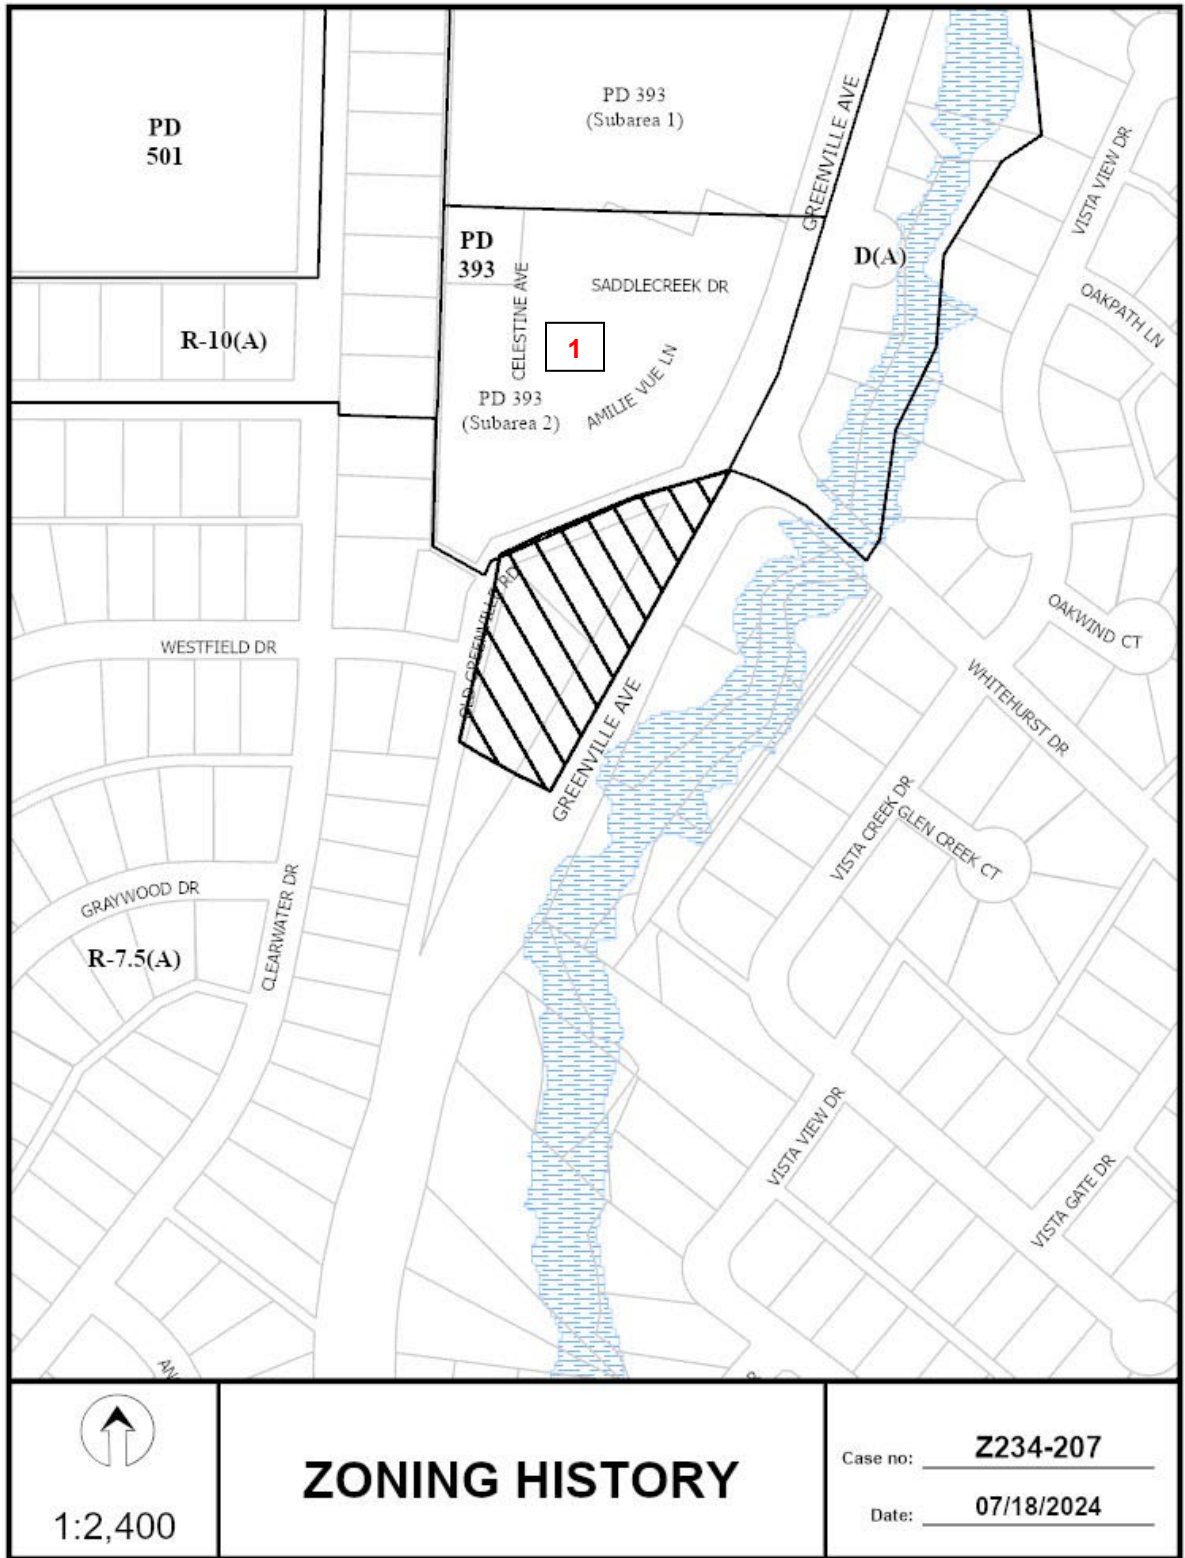 PD
501
PD 393
(Subarea 1)
GREENVILLE AVE
VISTA VIEW DR
PD
393
D(A)
CELESTINE AVE
SADDLECREEK DR
OAKPATH LN
R-10(A)
1
AMILIE VUE LN
PD 393
(Subarea 2)
OLD GREENVILLE RD
WESTFIELD DR
OAKWIND CT
WHITEHURST DR
GREENVILLE AVE
VISTA CREEK DR
GLEN CREEK CT
GRAYWOOD DR
CLEARWATER DR
R-7.5(A)
VISTA VIEW DR
VISTA GATE DR
1:2,400
ZONING HISTORY
Case no: Z234-207
Date: 07/18/2024